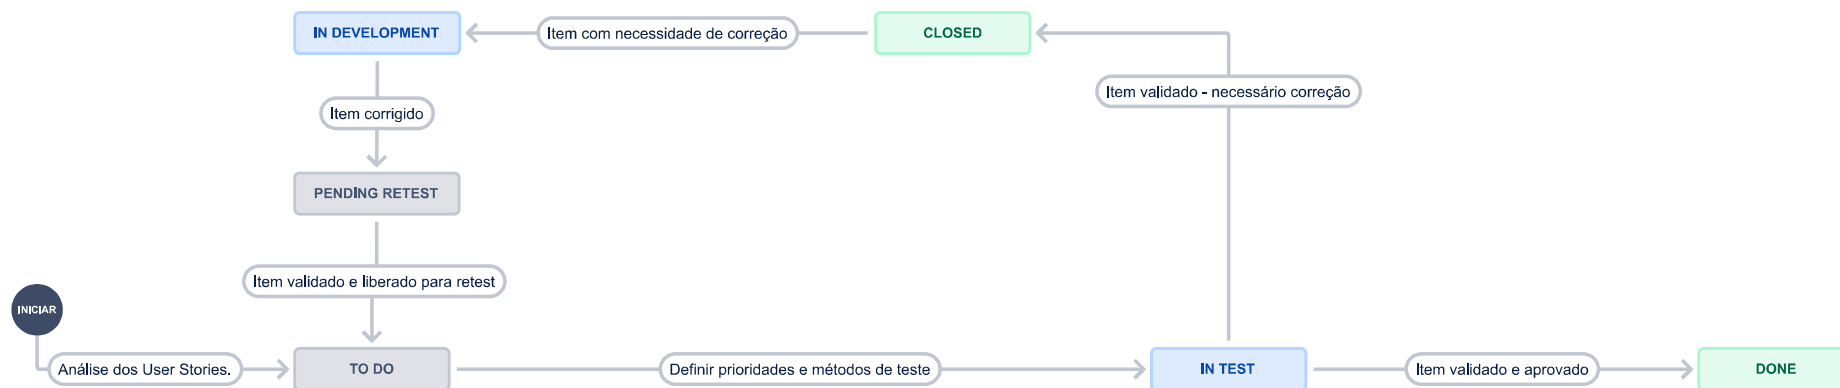 IN DEVELOPMENT
Item com necessidade de correção
CLOSED
Item validado - necessário correção
Item corrigido
PENDING RETEST
Item validado e liberado para retest
INICIAR
Análise dos User Stories.
TO DO
Definir prioridades e métodos de teste
IN TEST
Item validado e aprovado
DONE